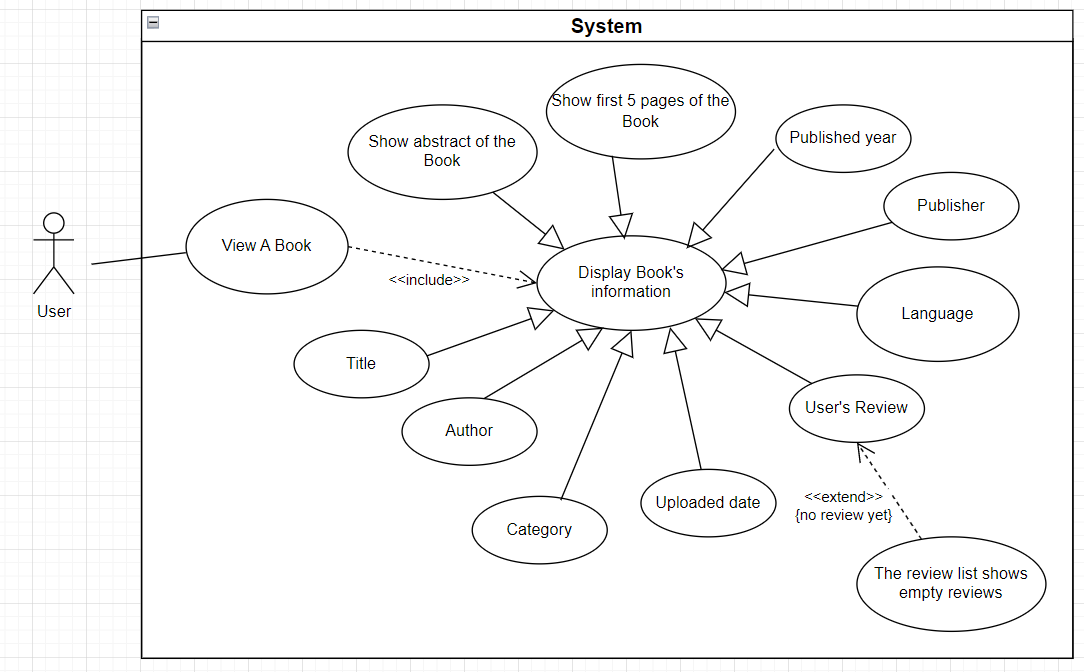 System
Show first 5 pages of the
Book
Show abstract of the
Book
Published year
Publisher
View A Book
<<include>>
Display Book's
information
User
Language
Title
Author
User's Review
Category
Uploaded date
<<extend>>
{no review yet}
The review list shows
empty reviews